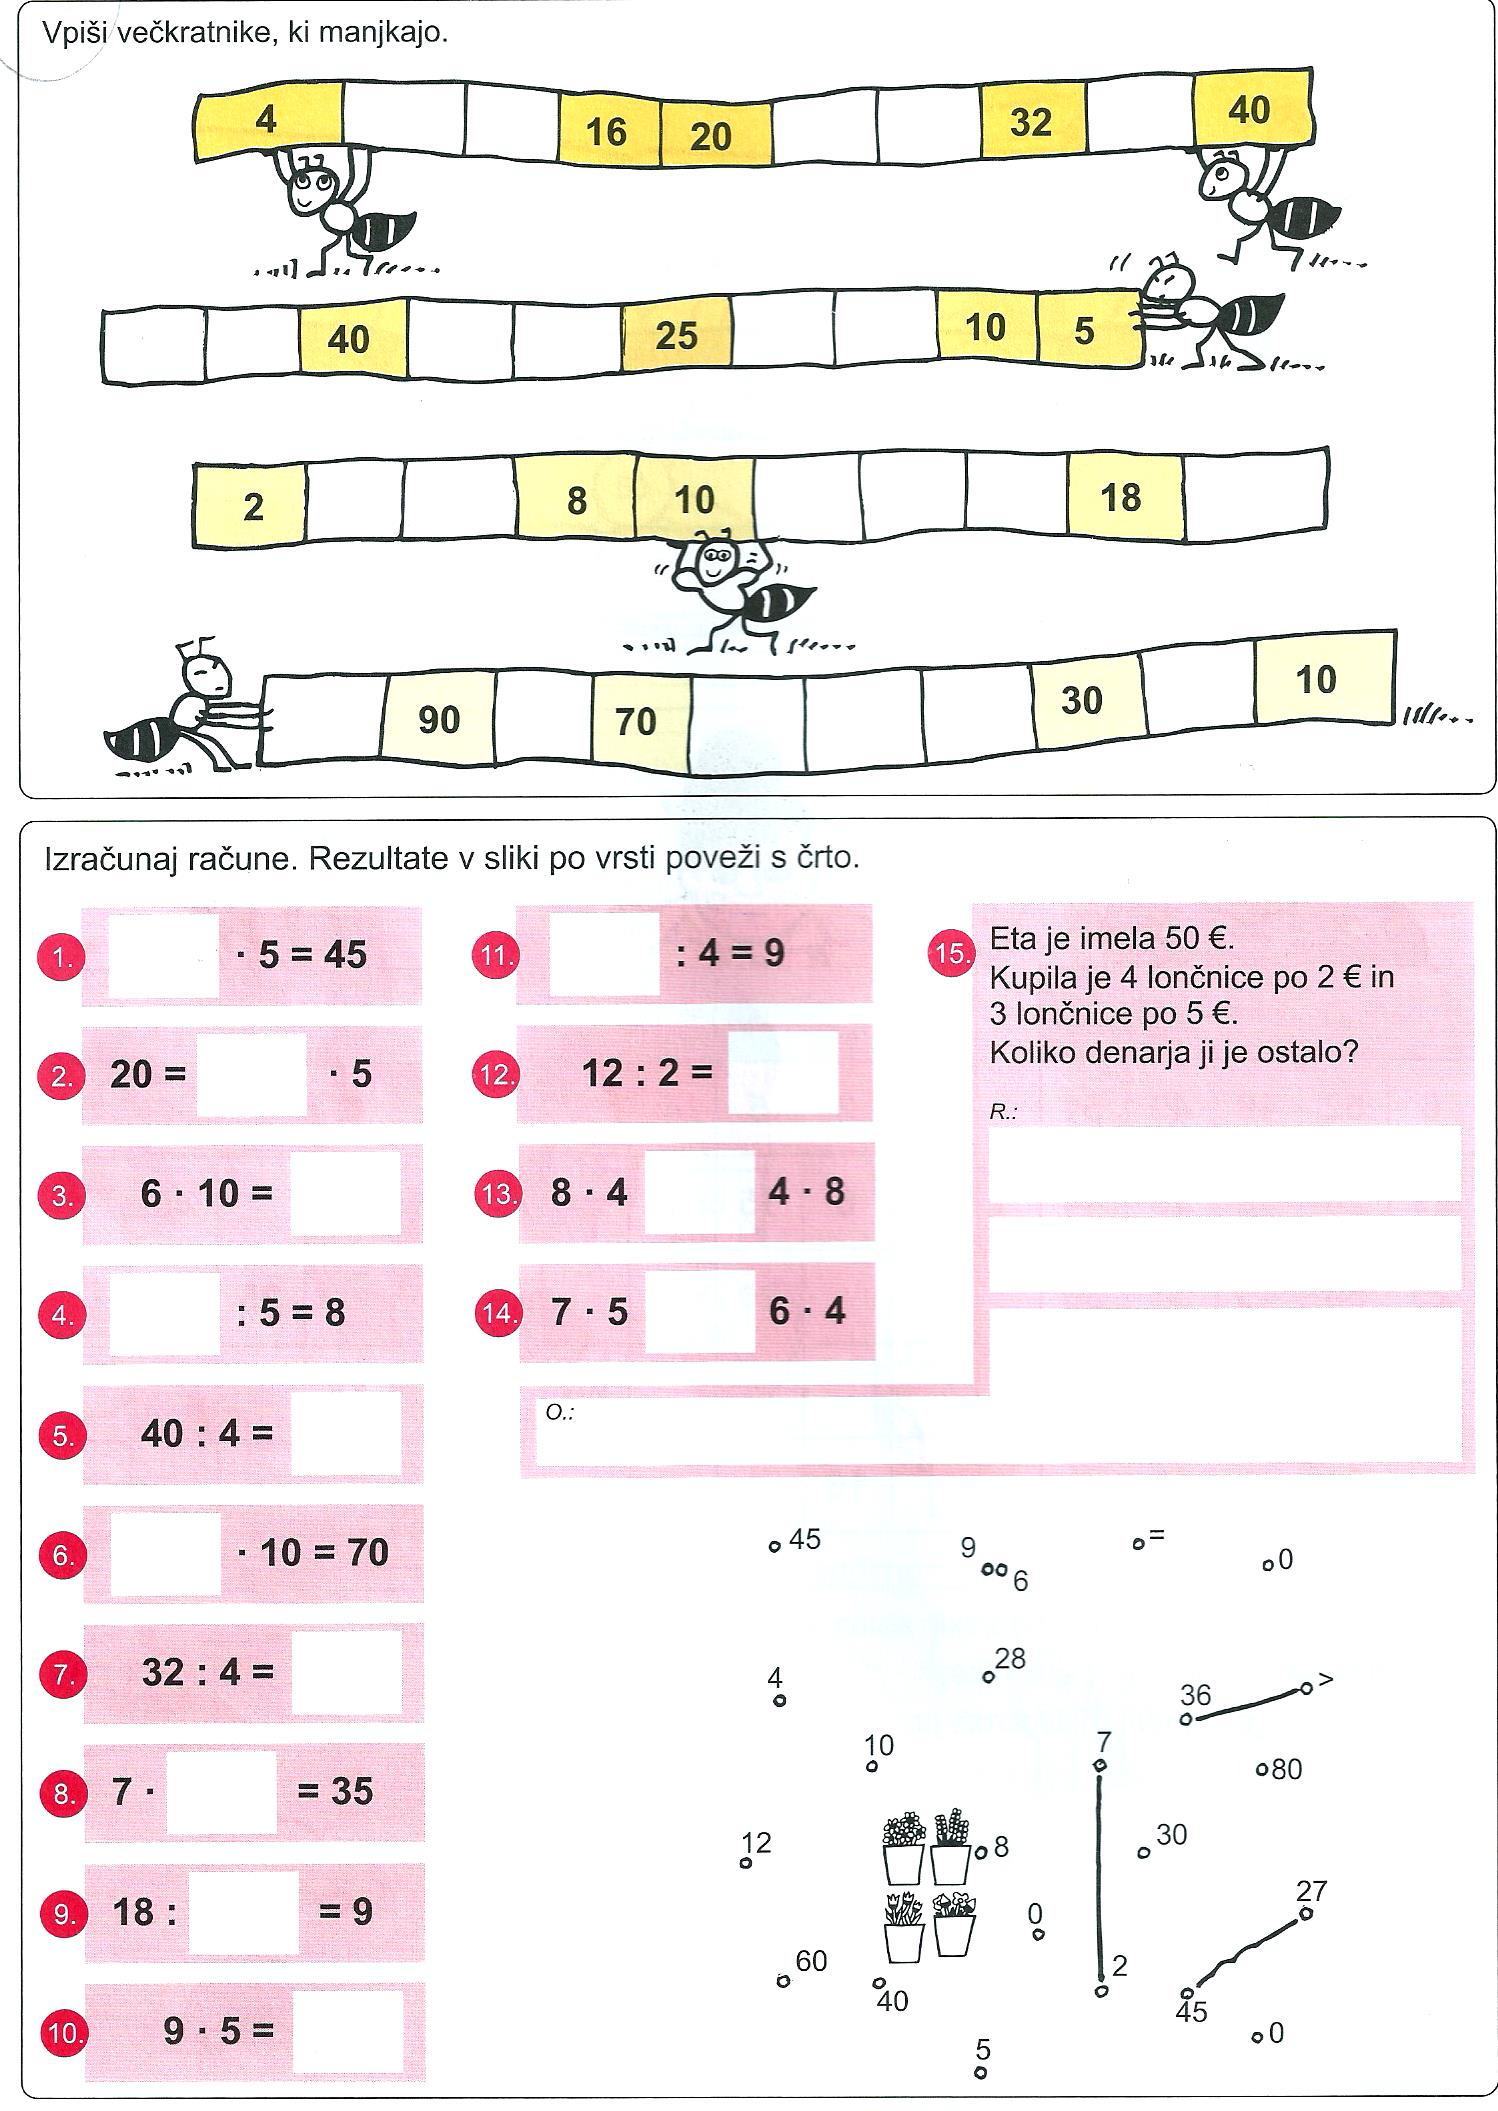 Vpiši večkratnike, ki manjkajo.
4 16 20 32 40
40 25 10 5
2 8 10 18
90 70 30 10
Izračunaj račune. Rezultate v sliki po vrsti poveži s črto.
1. · 5 = 45
2. 20 = · 5
3. 6 · 10 =
4. : 5 = 8
5. 40 : 4 =
6. · 10 = 70
7. 32 : 4 =
8. 7 · = 35
9. 18 : = 9
10. 9 · 5 =
11. : 4 = 9
12. 12 : 2 =
13. 8 · 4 4 · 8
14. 7 · 5 6 · 4
15. Eta je imela 50 €.
Kupila je 4 lončnice po 2 € in
3 lončnice po 5 €.
Koliko denarja ji je ostalo?
R.:
O.:
45 9 6 = 0
4 28 36 >
10 7 80
12 8 30
0 27
60 40 2 45
5 0